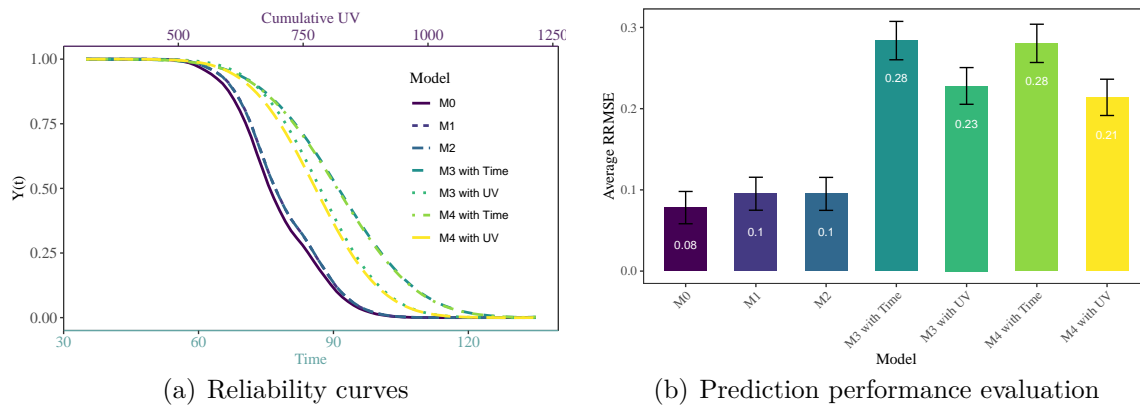 Cumulative UV
500 750 1000 1250
1.00
0.75
0.50
0.25
0.00
Y(t)
Model
M0
M1
M2
M3 with Time
M3 with UV
M4 with Time
M4 with UV
30 60 90 120
Time
(a) Reliability curves
0.3
0.2
0.1
0.0
Average RRMSE
0.08
0.1
0.1
0.28
0.23
0.28
0.21
M0
M1
M2
M3 with Time
M3 with UV
M4 with Time
M4 with UV
Model
(b) Prediction performance evaluation